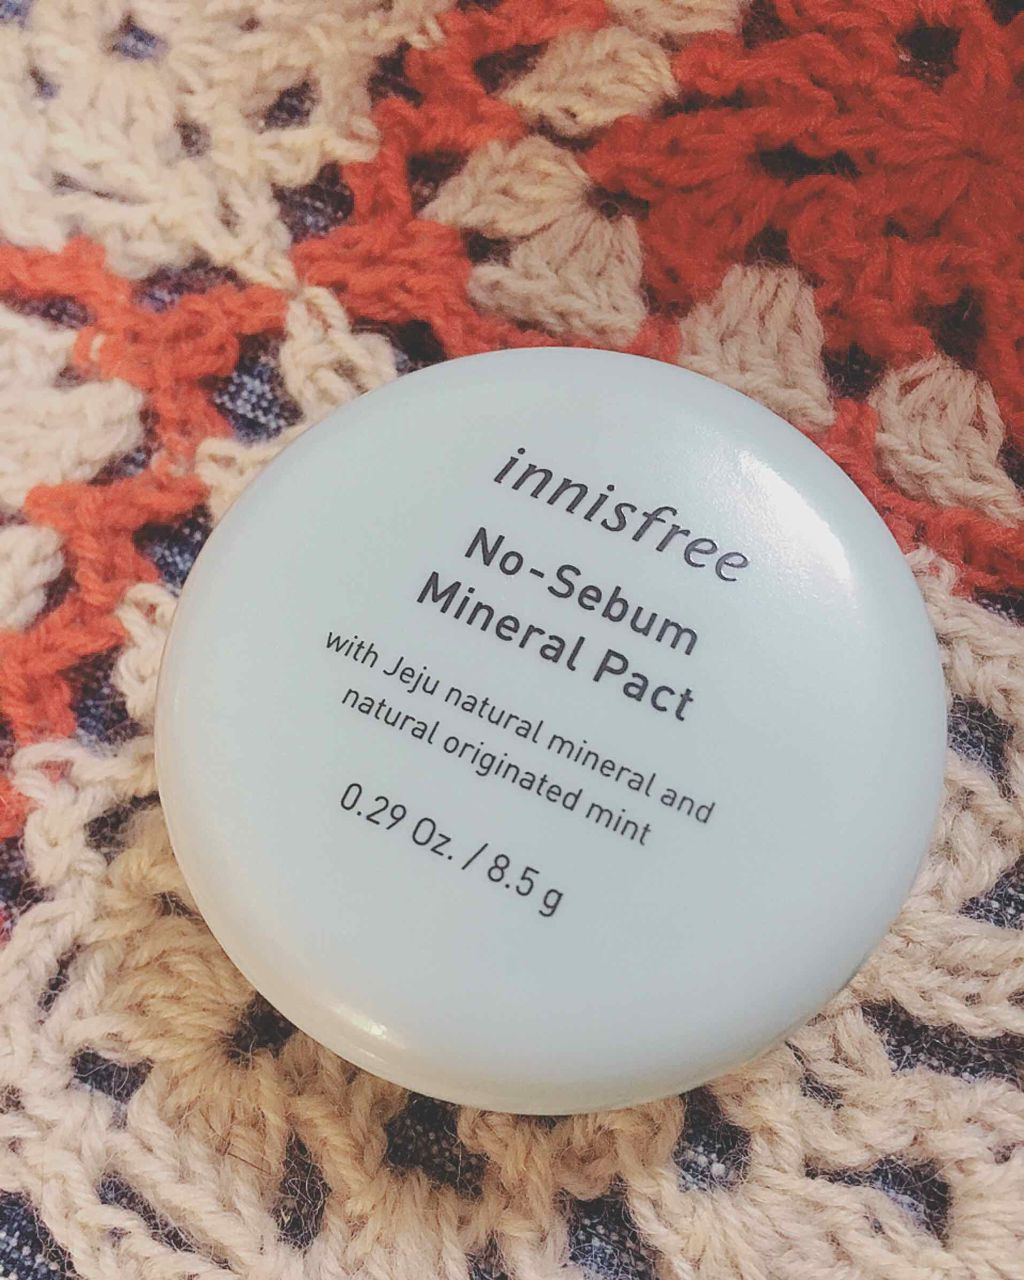 innisfree
No-Sebum
Mineral Pact
with Jeju natural mineral and
natural originated mint
0.29 Oz. / 8.5 g